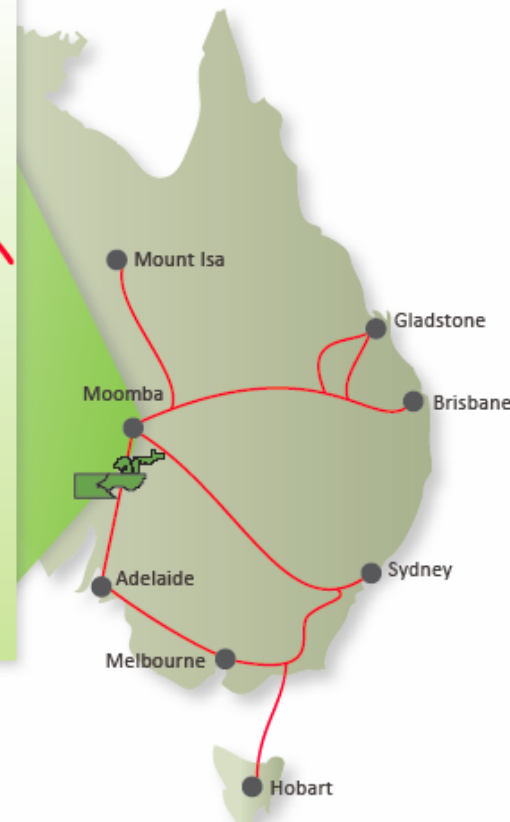 Mount Isa
Gladstone
Moomba
Brisbane
Sydney
Adelaide
Melbourne
Hobart